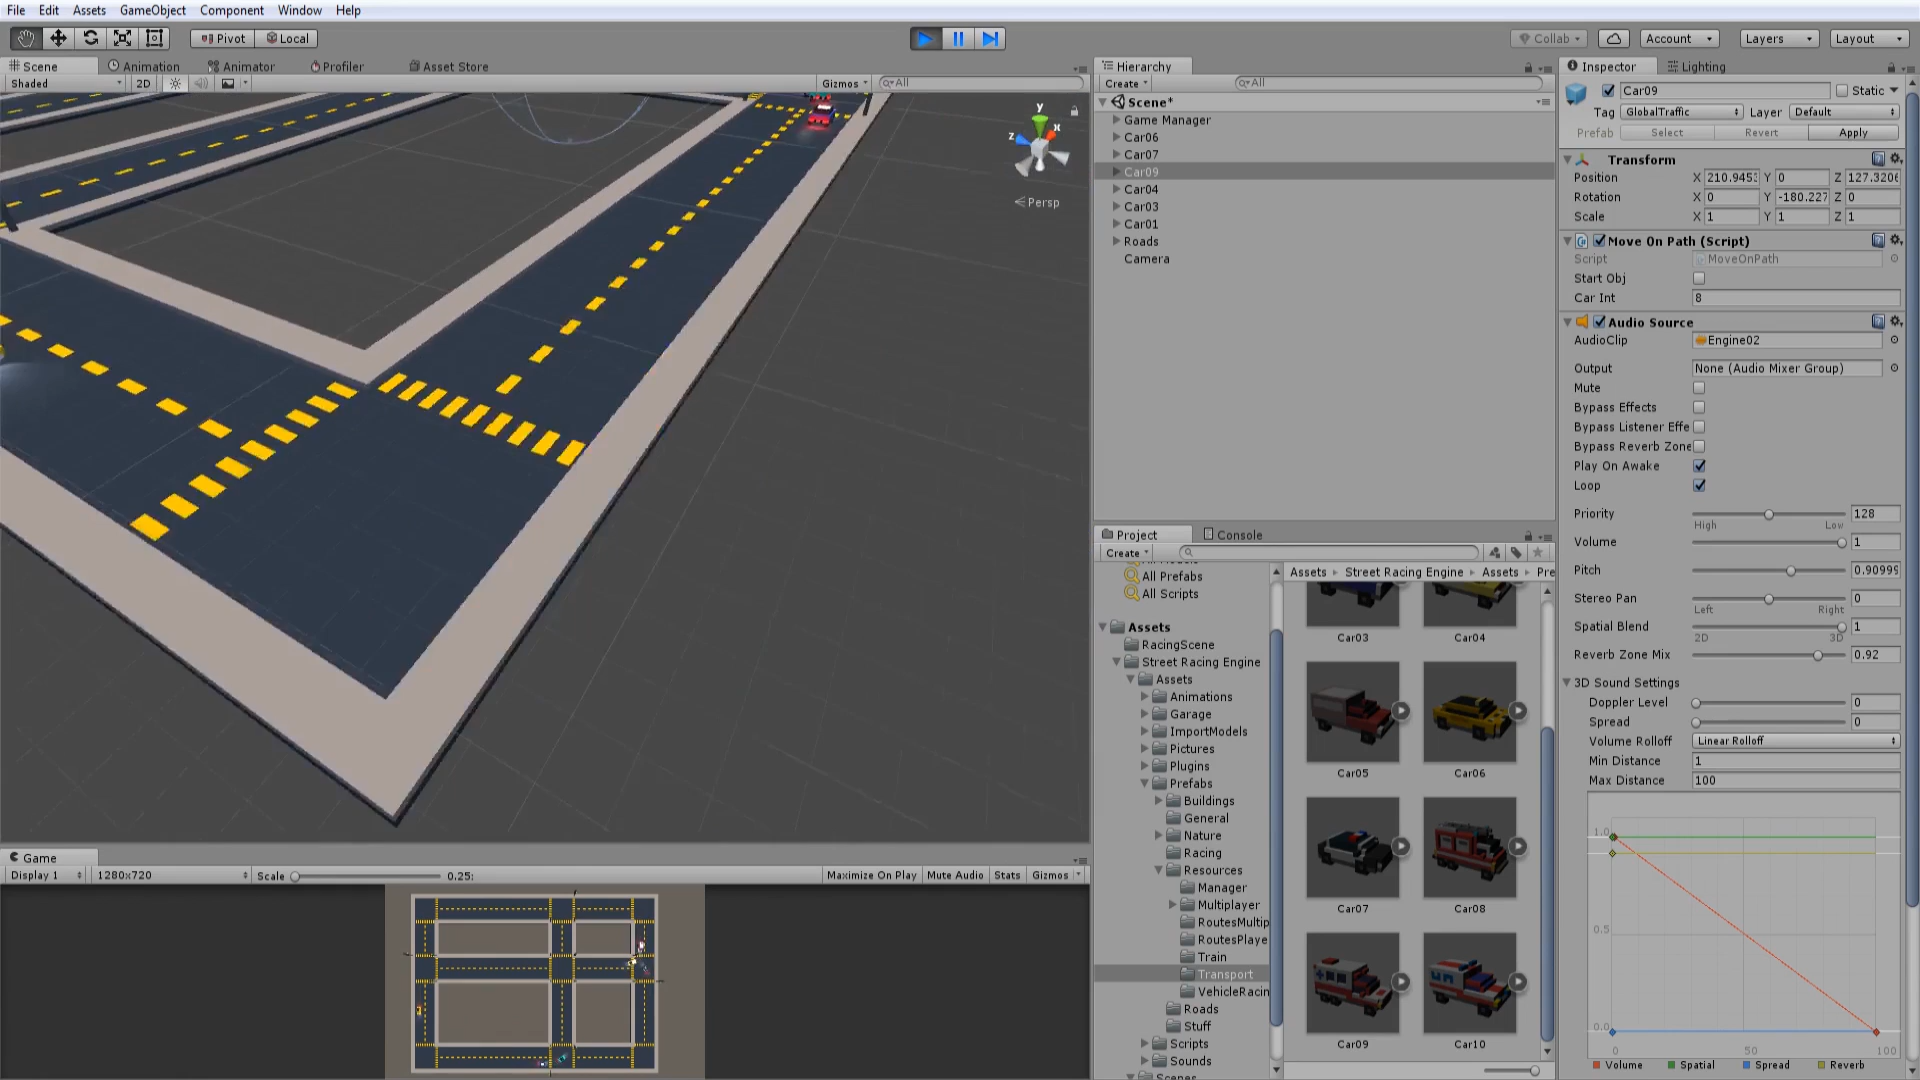 File Edit Assets GameObject Component Window Help
Pivot Local
Collab Account Layers Layout
Scene Animation Animator Profiler Asset Store
Shaded 2D Gizmos All
y x z
Persp
Hierarchy
Create All
Scene*
Game Manager
Car06
Car07
Car09
Car04
Car03
Car01
Roads
Camera
Game
Display 1 1280x720 Scale 0.25: Maximize On Play Mute Audio Stats Gizmos
Project Console
Create
All Prefabs
All Scripts
Assets
RacingScene
Street Racing Engine
Assets
Animations
Garage
ImportModels
Pictures
Plugins
Prefabs
Buildings
General
Nature
Racing
Resources
Manager
Multiplayer
RoutesMultip
RoutesPlaye
Train
Transport
VehicleRacin
Roads
Stuff
Scripts
Sounds
Scenes
Assets Street Racing Engine Assets Pre
Car03 Car04
Car05 Car06
Car07 Car08
Car09 Car10
Inspector Lighting
Car09 Static
Tag GlobalTraffic Layer Default
Prefab Select Revert Apply
Transform
Position X 210.945 Y 0 Z 127.320
Rotation X 0 Y -180.227 Z 0
Scale X 1 Y 1 Z 1
Move On Path (Script)
Script MoveOnPath
Start Obj
Car Int 8
Audio Source
AudioClip Engine02
Output None (Audio Mixer Group)
Mute
Bypass Effects
Bypass Listener Effe
Bypass Reverb Zone
Play On Awake
Loop
Priority 128
High Low
Volume 1
Pitch 0.90999
Stereo Pan 0
Left Right
Spatial Blend 1
2D 3D
Reverb Zone Mix 0.92
3D Sound Settings
Doppler Level 0
Spread 0
Volume Rolloff Linear Rolloff
Min Distance 1
Max Distance 100
1.0
0.5
0.0
0 50 100
Volume Spatial Spread Reverb